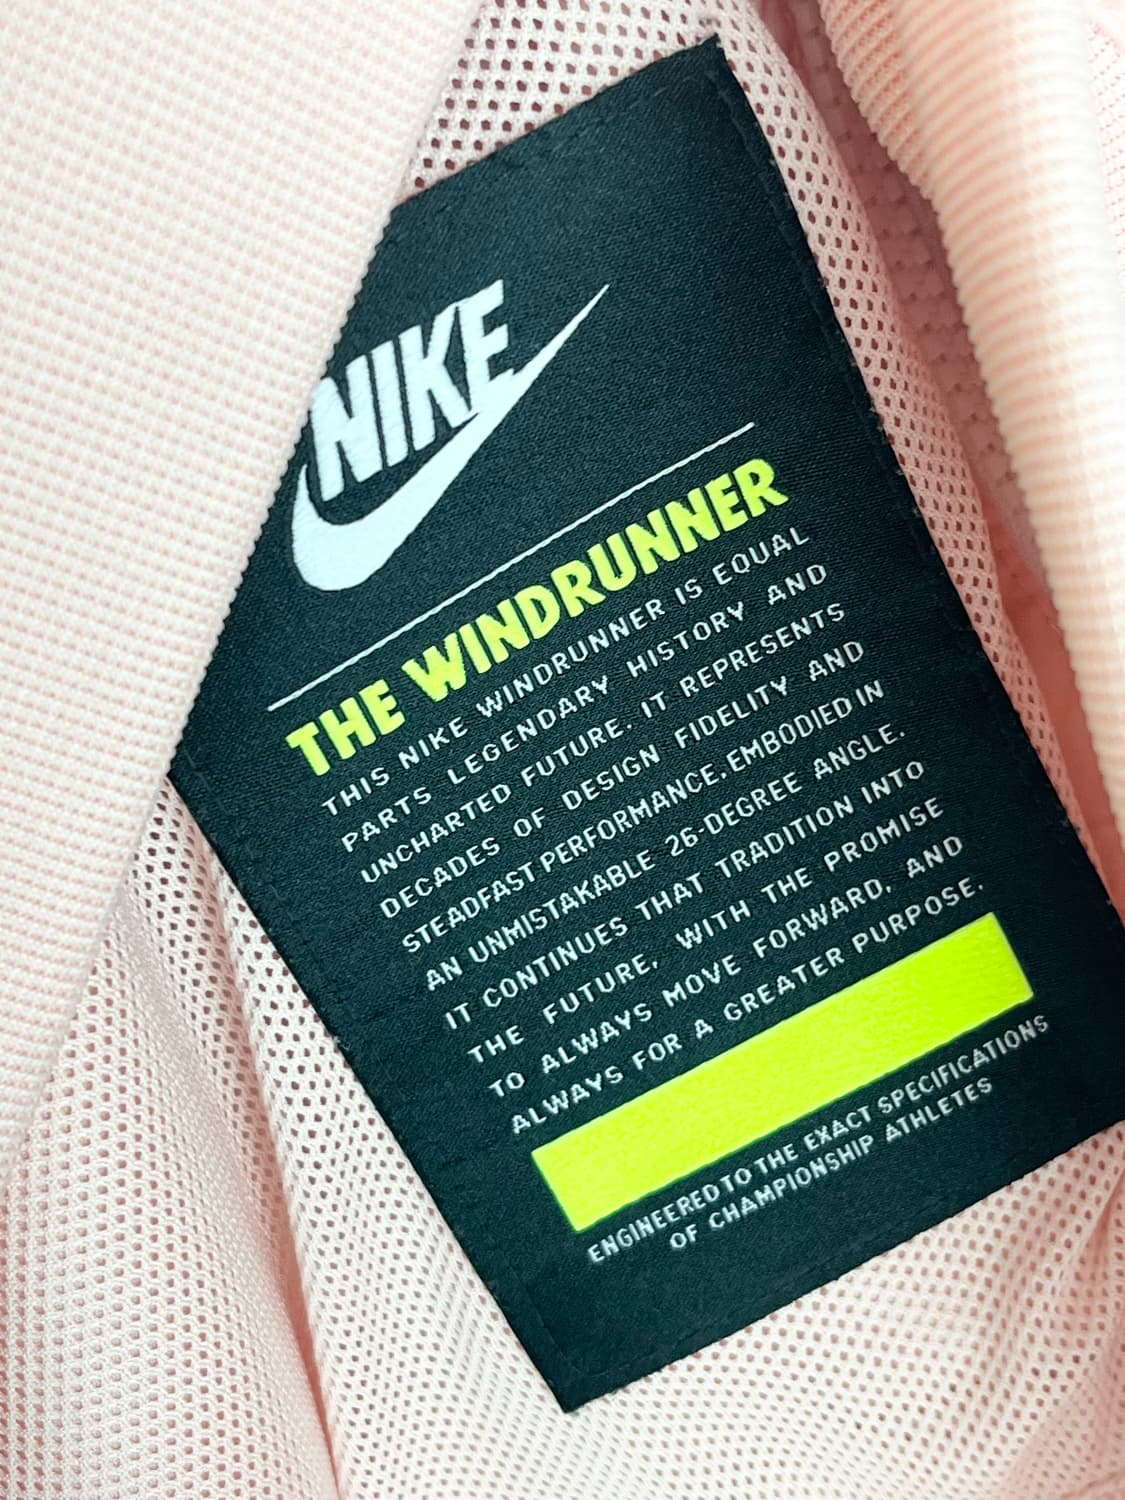 NIKE
THE WINDRUNNER
THIS NIKE WINDRUNNER IS EQUAL
PARTS LEGENDARY HISTORY AND
UNCHARTED FUTURE. IT REPRESENTS
DECADES OF DESIGN FIDELITY AND
STEADFAST PERFORMANCE, EMBODIED IN
AN UNMISTAKABLE 26-DEGREE ANGLE.
IT CONTINUES THAT TRADITION INTO
THE FUTURE, WITH THE PROMISE
TO ALWAYS MOVE FORWARD, AND
ALWAYS FOR A GREATER PURPOSE.
ENGINEERED TO THE EXACT SPECIFICATIONS
OF CHAMPIONSHIP ATHLETES